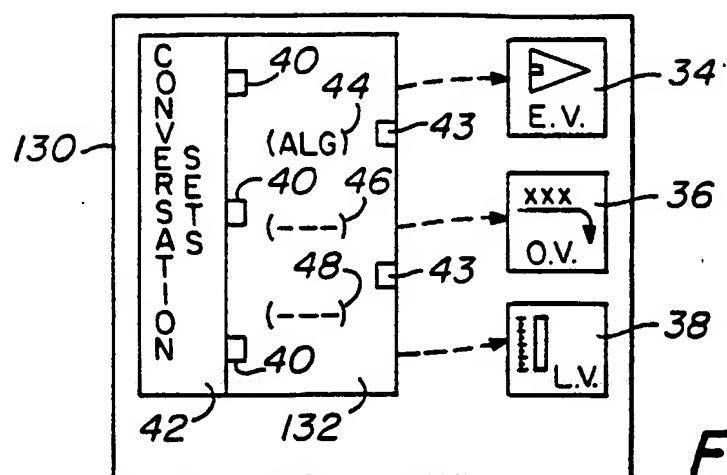 CONVERSATION
SETS
40
44
(ALG)
43
34
E.V.
130
40
46
(----)
36
XXX
O.V.
48
43
(---)
38
L.V.
40
42
132
F